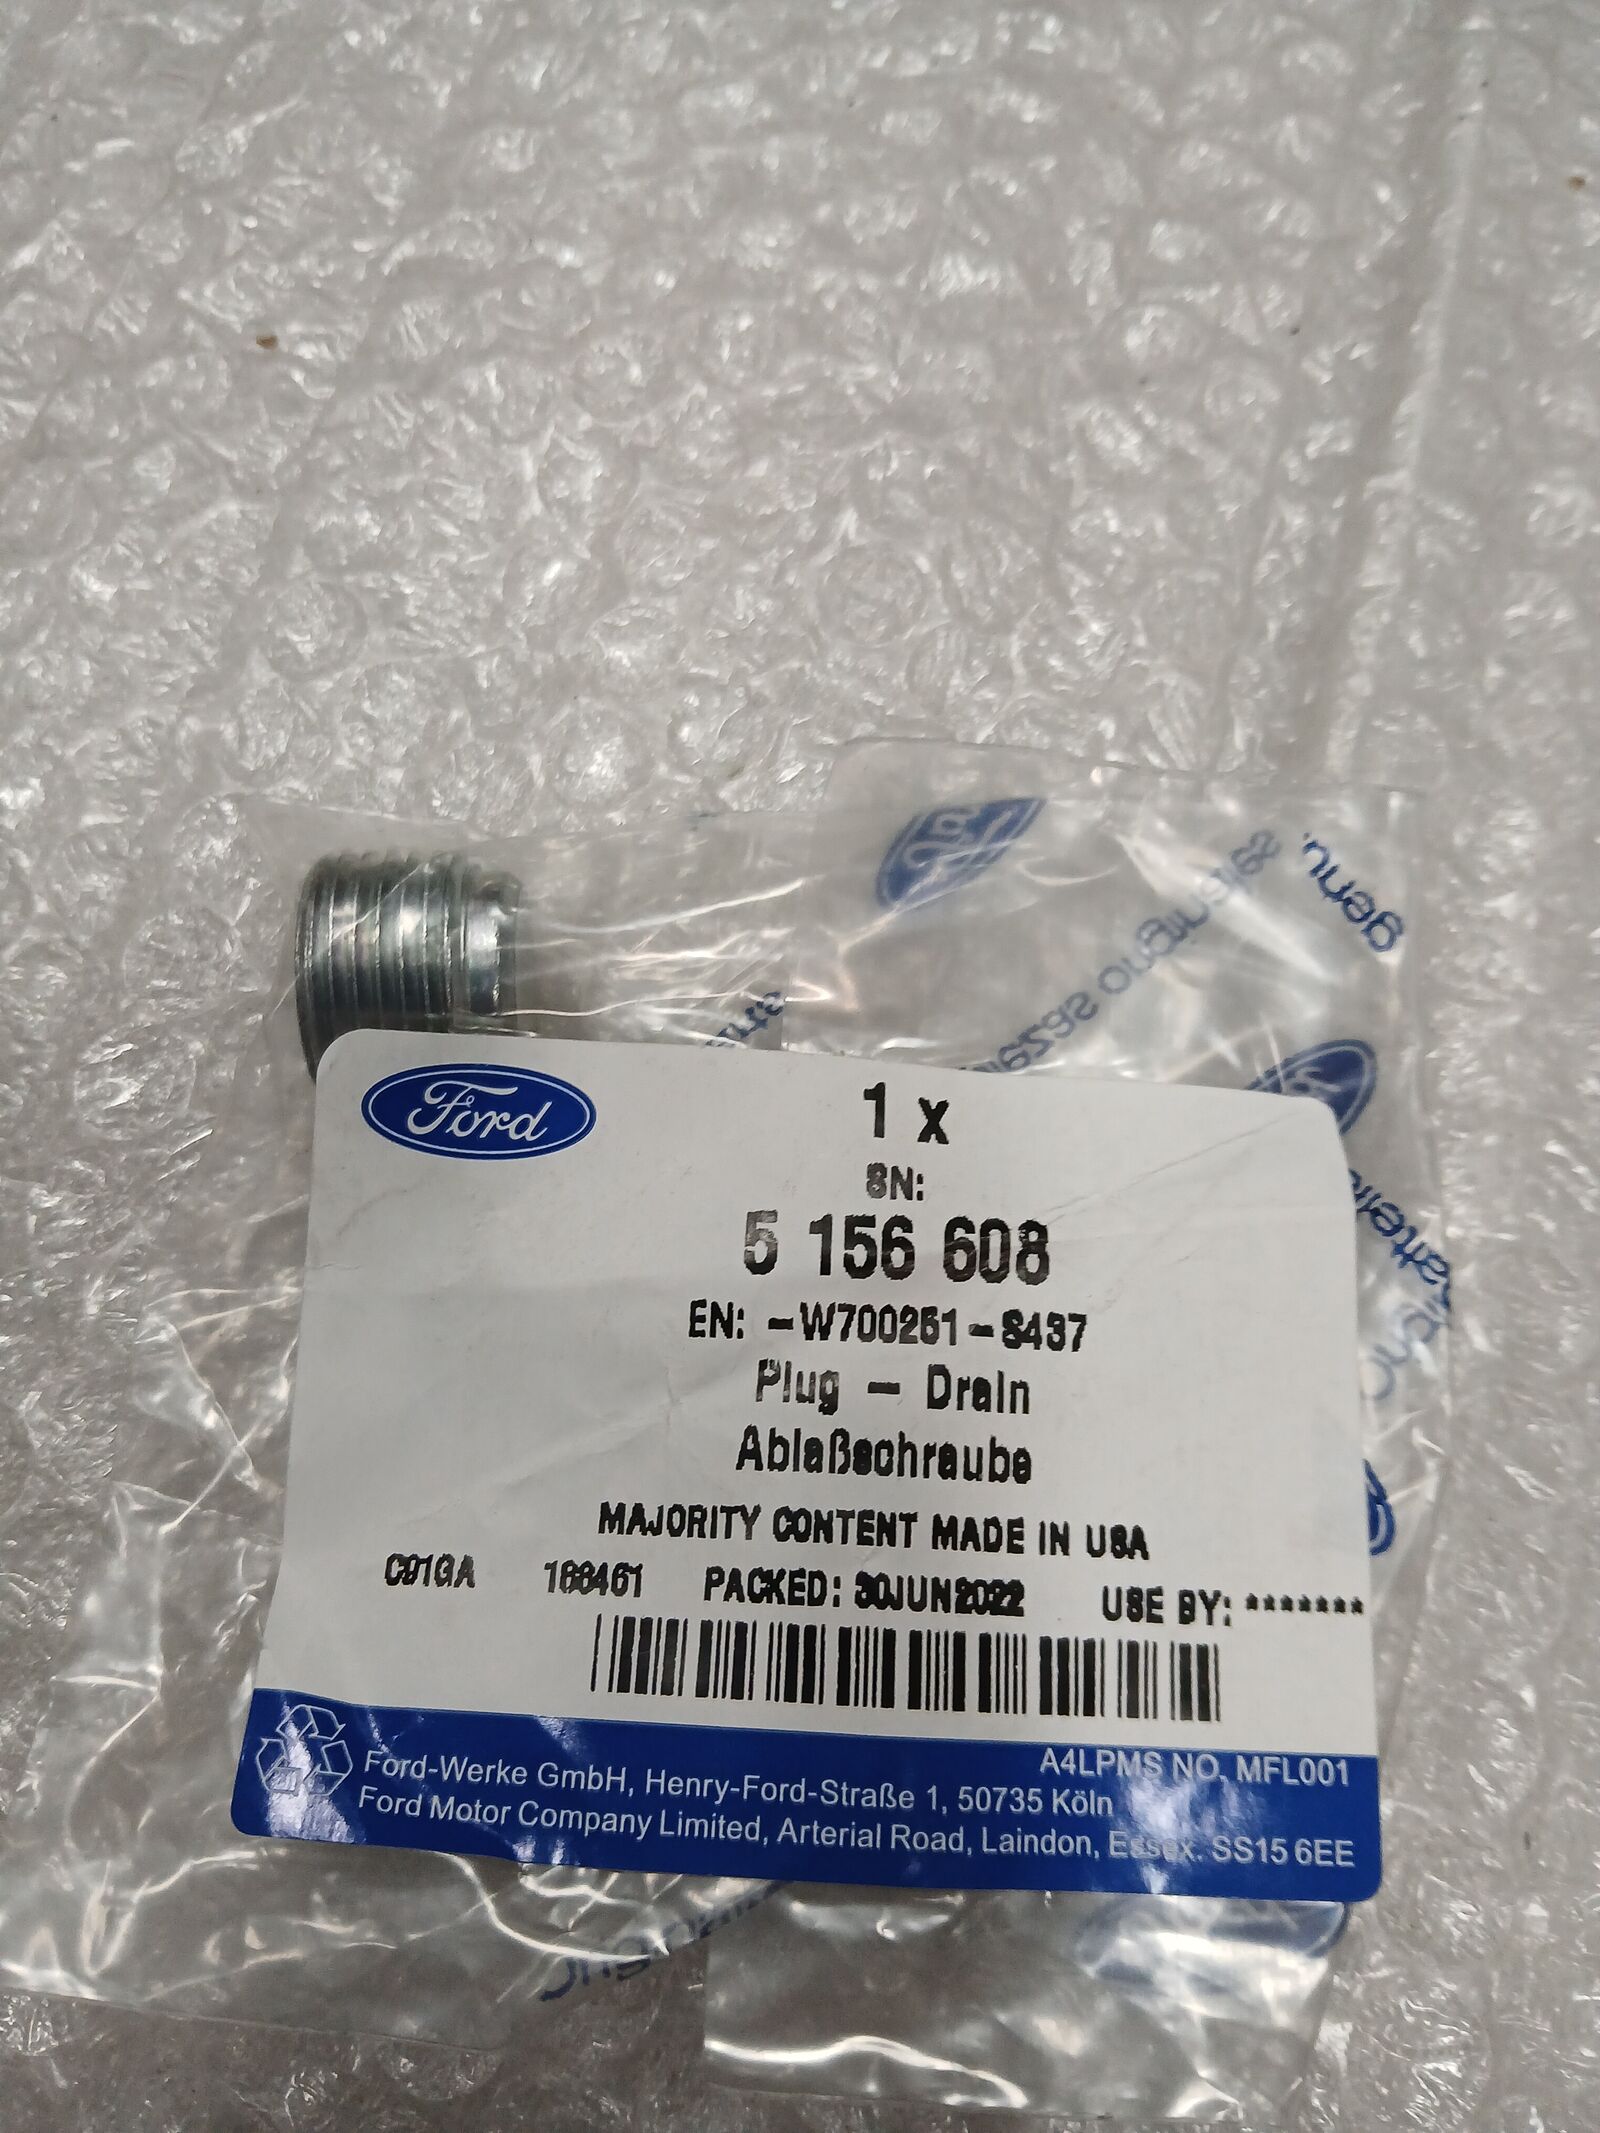 genu.
Ford
1 x
SN:
5 156 608
EN: -W700251-S437
Plug - Drain
Ablaßschraube
MAJORITY CONTENT MADE IN USA
C91GA 166461 PACKED: 30JUN2022 USE BY: *******
A4LPMS NO. MFL001
Ford-Werke GmbH, Henry-Ford-Straße 1, 50735 Köln
Ford Motor Company Limited, Arterial Road, Laindon, Essex. SS15 6EE